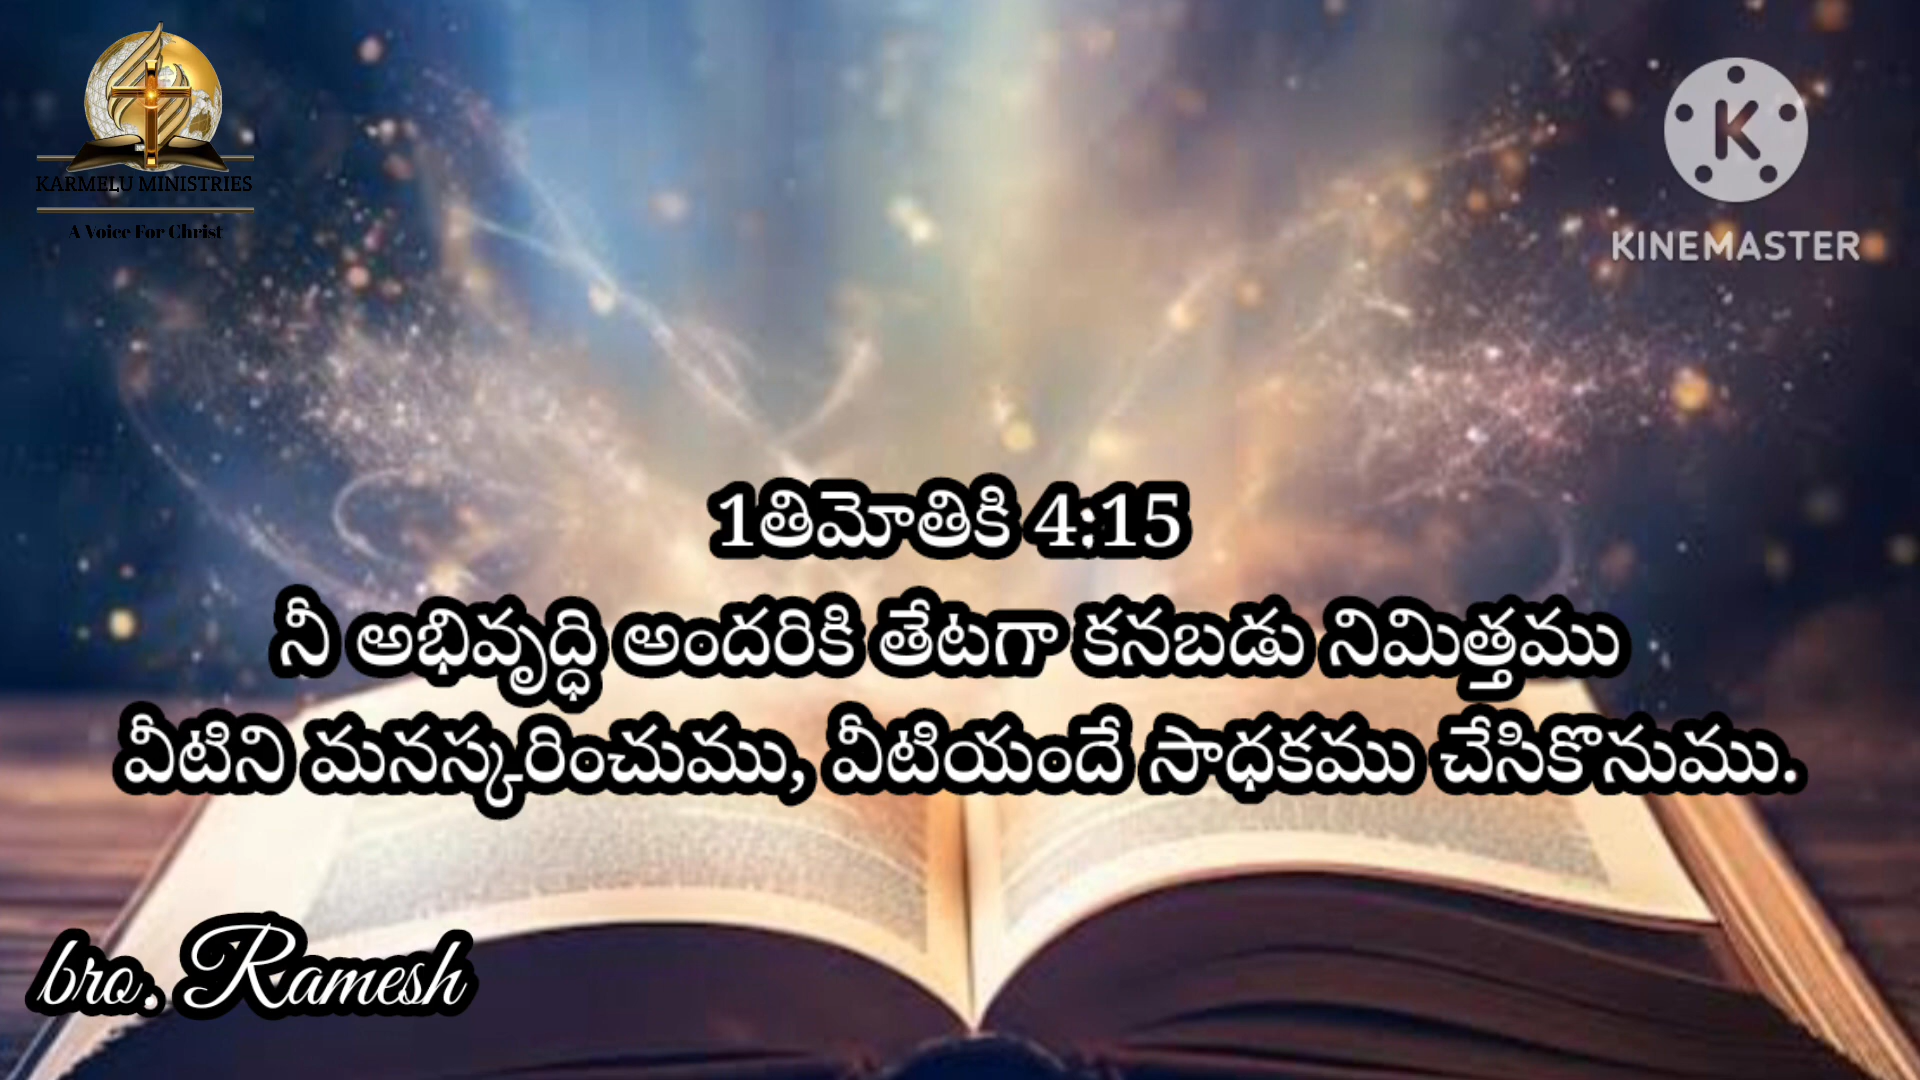 KARMELU MINISTRIES
A Voice For Christ
KINEMASTER
1తిమోతికి 4:15
నీ అభివృద్ధి అందరికి తేటగా కనబడు నిమిత్తము
వీటిని మనస్కరించుము, వీటియందే సాధకము చేసికొనుము.
bro. Ramesh